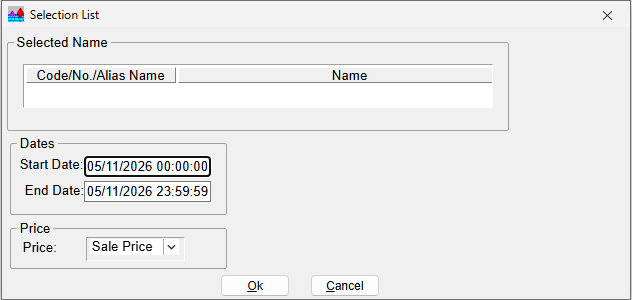 Selection List
Selected Name
Code/No./Alias Name Name
Dates
Start Date: 05/11/2026 00:00:00
End Date: 05/11/2026 23:59:59
Price
Price: Sale Price
Ok Cancel